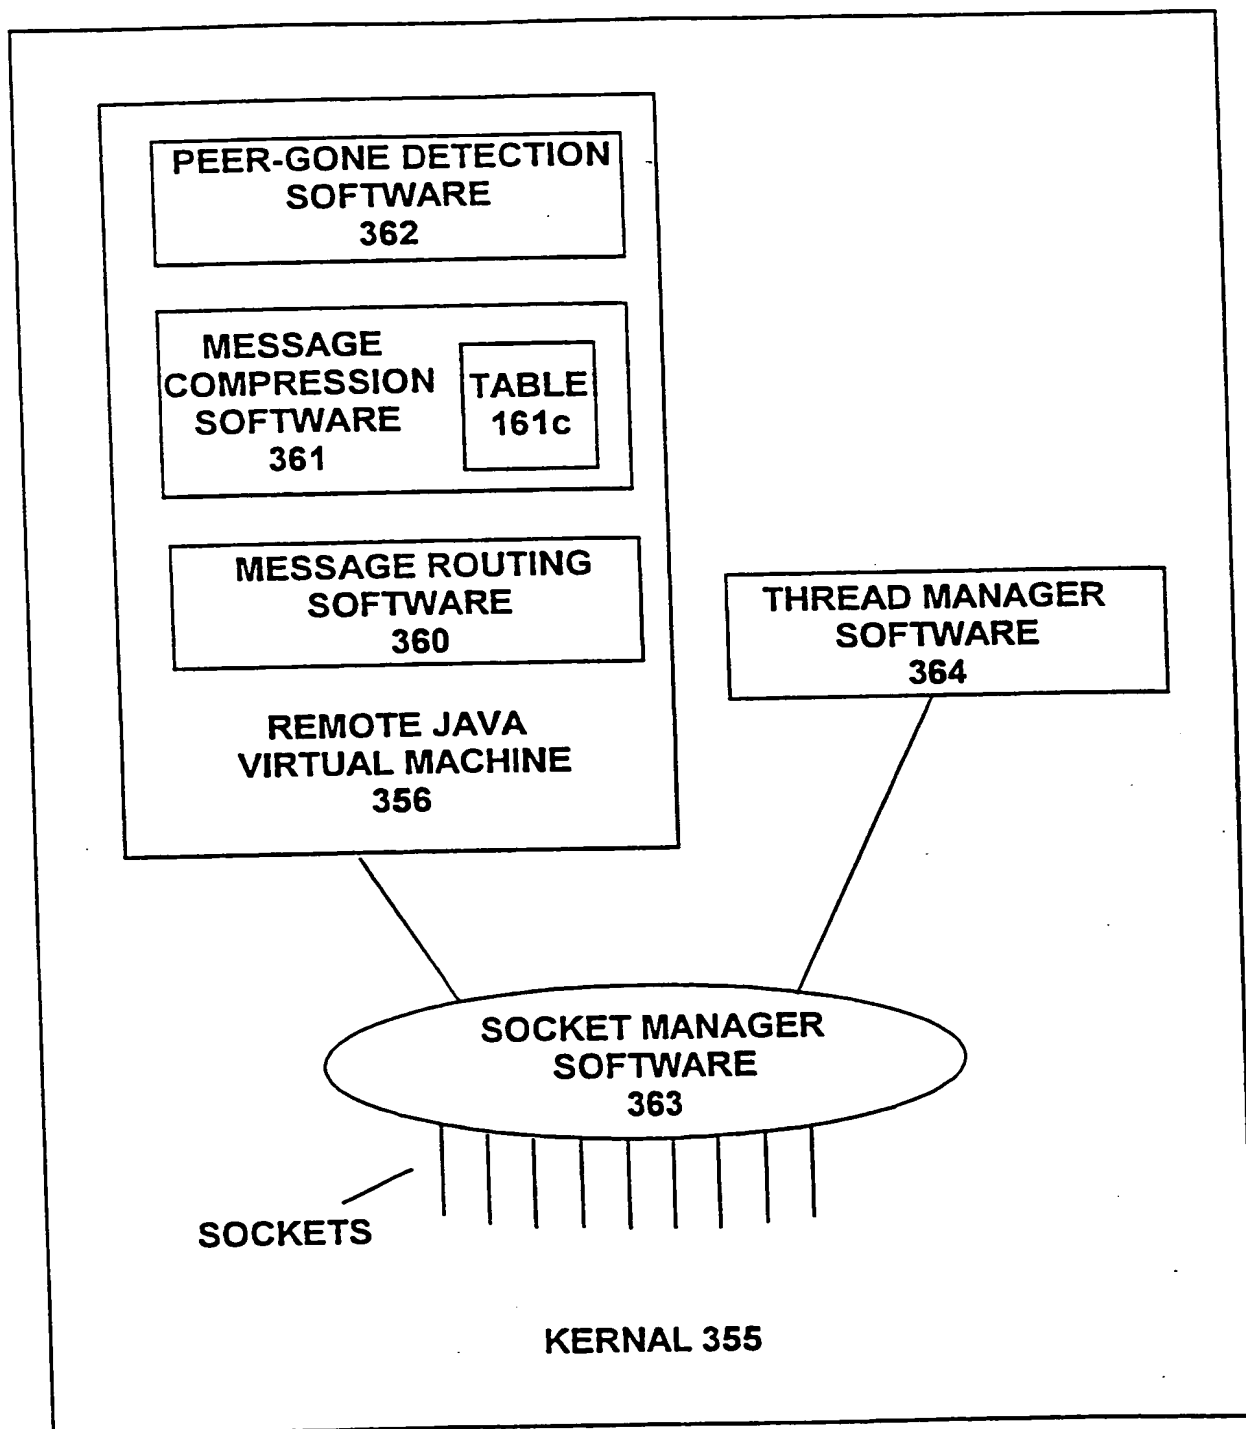 PEER-GONE DETECTION
SOFTWARE
362
MESSAGE
COMPRESSION
SOFTWARE
361
TABLE
161c
MESSAGE ROUTING
SOFTWARE
360
REMOTE JAVA
VIRTUAL MACHINE
356
THREAD MANAGER
SOFTWARE
364
SOCKET MANAGER
SOFTWARE
363
SOCKETS
KERNAL 355